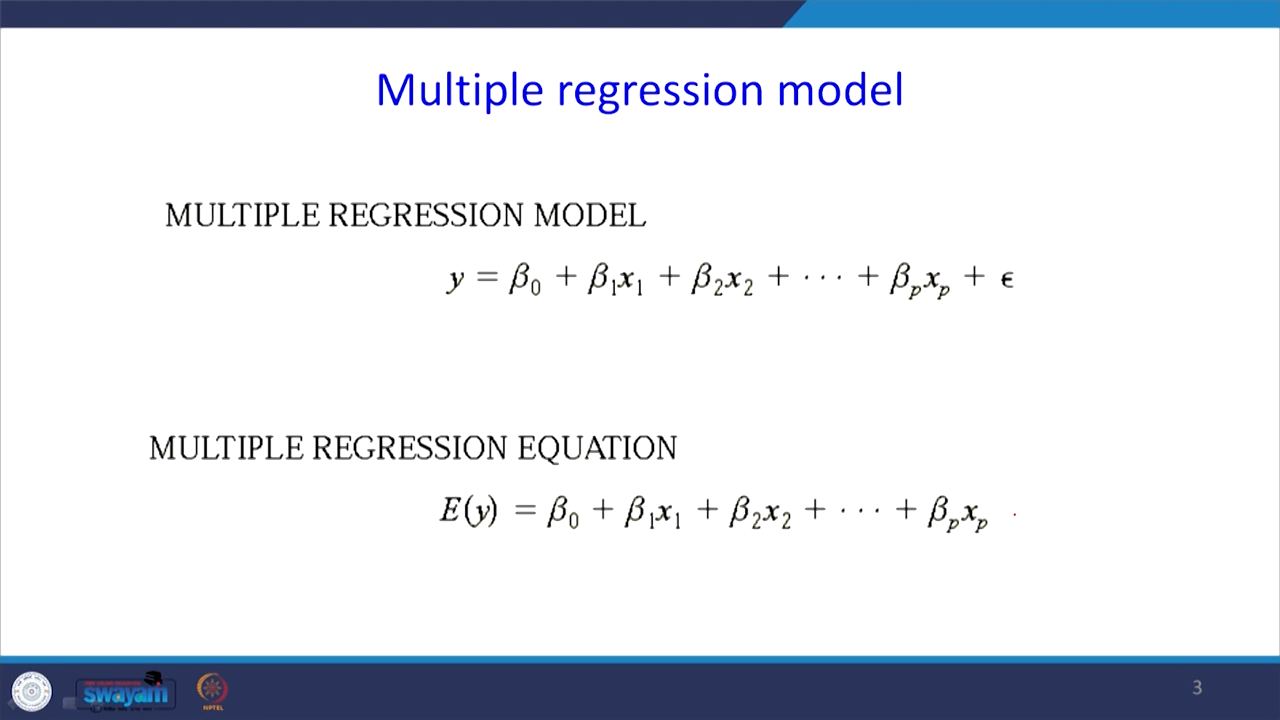 Multiple regression model
MULTIPLE REGRESSION MODEL
y = β₀ + β₁x₁ + β₂x₂ + · · · + βₚxₚ + ϵ
MULTIPLE REGRESSION EQUATION
E(y) = β₀ + β₁x₁ + β₂x₂ + · · · + βₚxₚ
swayam
NPTEL
3